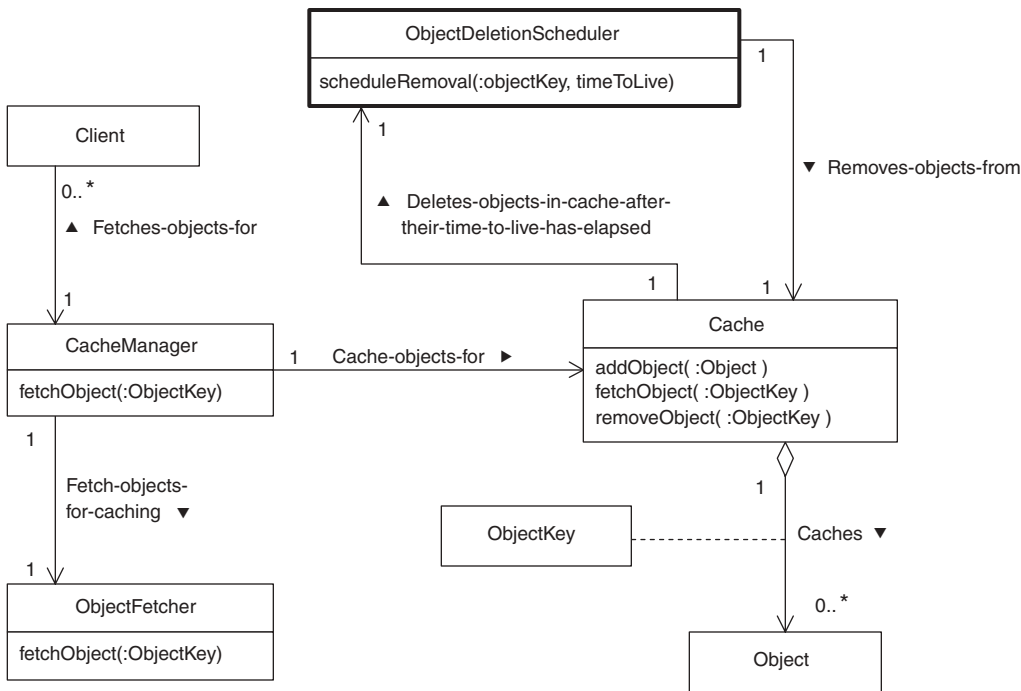 ObjectDeletionScheduler
scheduleRemoval(:objectKey, timeToLive)
1
1
Client
0..*
▲ Fetches-objects-for
1
▲ Deletes-objects-in-cache-after-
their-time-to-live-has-elapsed
▼ Removes-objects-from
1
1
CacheManager
fetchObject(:ObjectKey)
1
Cache-objects-for ▶
Cache
addObject( :Object )
fetchObject( :ObjectKey )
removeObject( :ObjectKey )
1
Fetch-objects-
for-caching ▼
1
1
ObjectKey
Caches ▼
0..*
ObjectFetcher
fetchObject(:ObjectKey)
Object